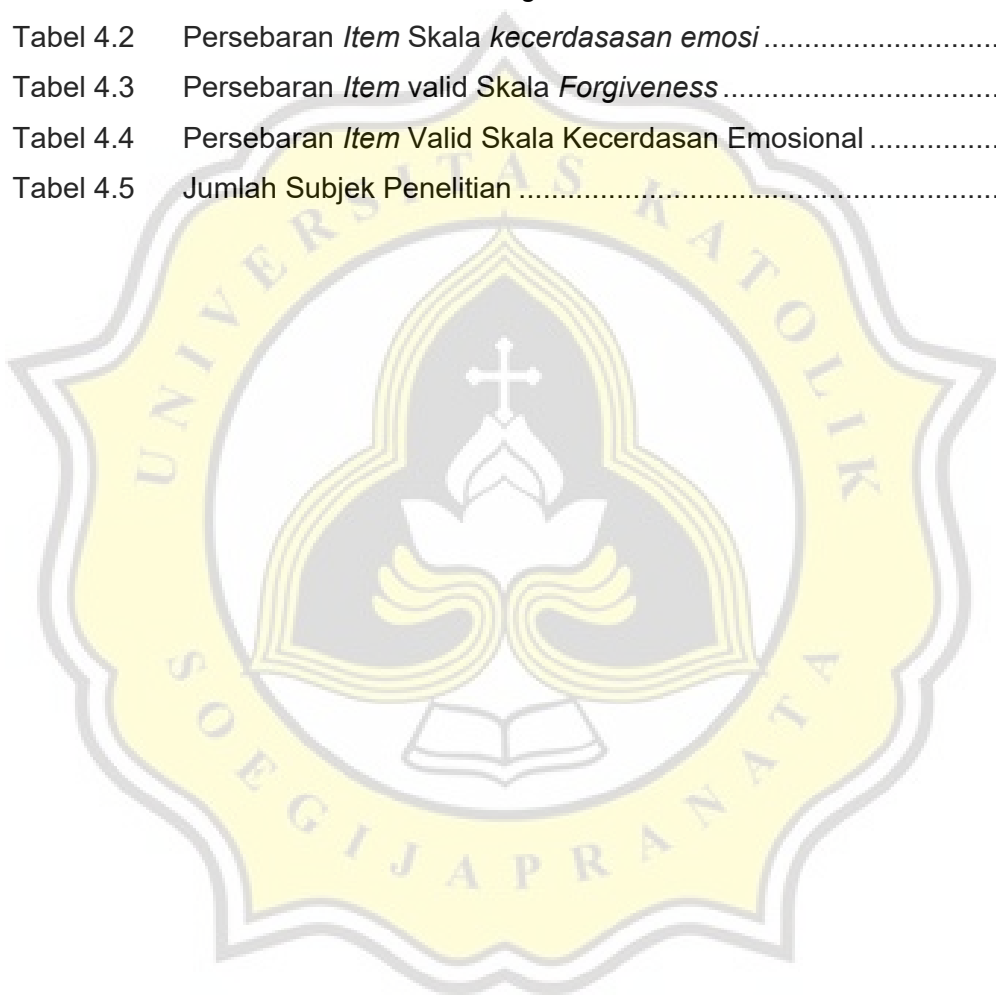 Tabel 4.2 Persebaran Item Skala kecerdasasan emosi ............................
Tabel 4.3 Persebaran Item valid Skala Forgiveness .................................
Tabel 4.4 Persebaran Item Valid Skala Kecerdasan Emosional ................
Tabel 4.5 Jumlah Subjek Penelitian ..........................................................
UNIVERSITAS KATOLIK
SOEGIJAPRANATA